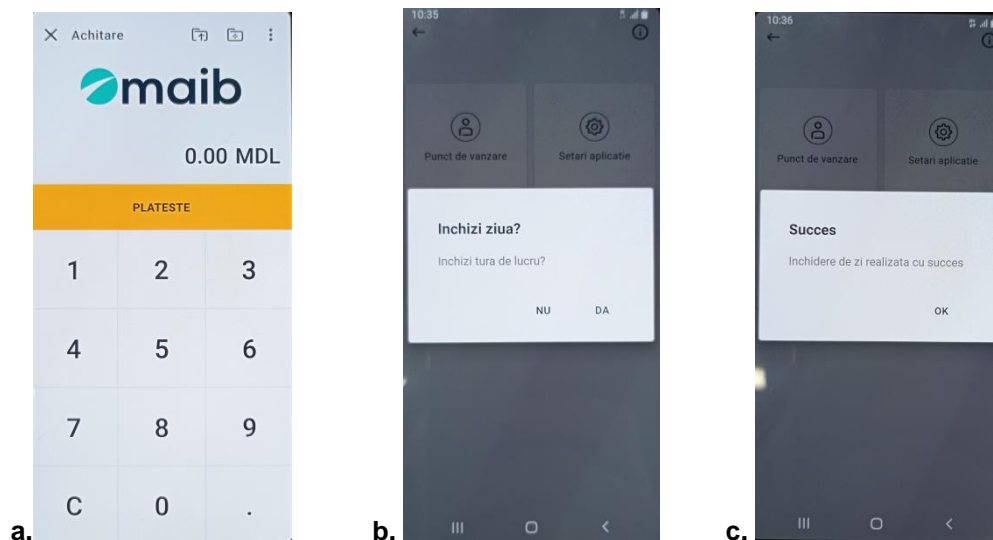 Achitare
maib
0.00 MDL
PLATESTE
1 2 3
4 5 6
7 8 9
C 0 .
a.
10:35
Punct de vanzare Setari aplicatie
Inchizi ziua?
Inchizi tura de lucru?
NU DA
b.
10:36
Punct de vanzare Setari aplicatie
Succes
Inchidere de zi realizata cu succes
OK
c.